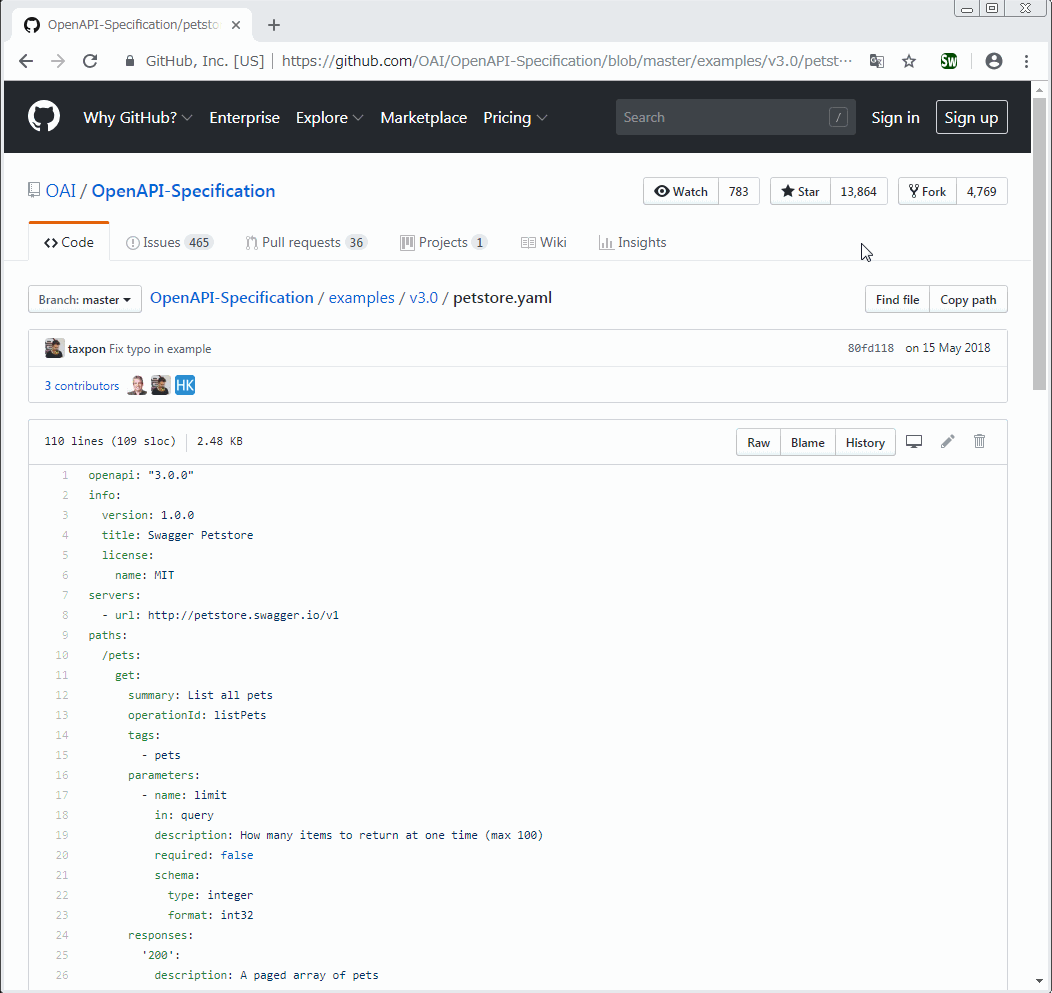 OpenAPI-Specification/petsto
GitHub, Inc. [US] | https://github.com/OAI/OpenAPI-Specification/blob/master/examples/v3.0/petst···
Sw
Why GitHub? Enterprise Explore Marketplace Pricing Search / Sign in Sign up
OAI / OpenAPI-Specification Watch 783 Star 13,864 Fork 4,769
Code Issues 465 Pull requests 36 Projects 1 Wiki Insights
Branch: master OpenAPI-Specification / examples / v3.0 / petstore.yaml Find file Copy path
taxpon Fix typo in example 80fd118 on 15 May 2018
3 contributors HK
110 lines (109 sloc) 2.48 KB Raw Blame History
1 openapi: "3.0.0"
2 info:
3 version: 1.0.0
4 title: Swagger Petstore
5 license:
6 name: MIT
7 servers:
8 - url: http://petstore.swagger.io/v1
9 paths:
10 /pets:
11 get:
12 summary: List all pets
13 operationId: listPets
14 tags:
15 - pets
16 parameters:
17 - name: limit
18 in: query
19 description: How many items to return at one time (max 100)
20 required: false
21 schema:
22 type: integer
23 format: int32
24 responses:
25 '200':
26 description: A paged array of pets